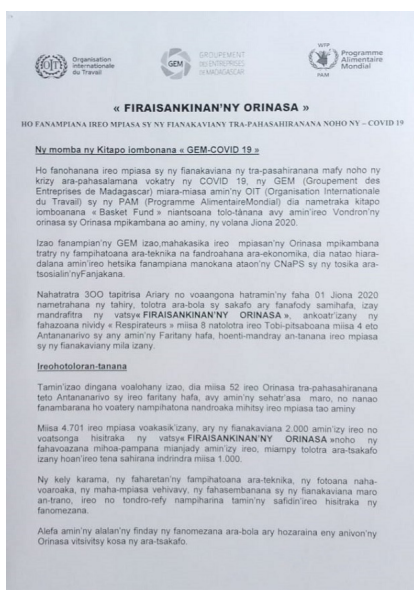 Organisation
internationale
du Travail
GEM
GROUPEMENT
DES ENTREPRISES
DE MADAGASCAR
WFP
PAM
Programme
Alimentaire
Mondial
« FIRAISANKINAN'NY ORINASA »
HO FANAMPIANA IREO MPIASA SY NY FIANAKAVIANY TRA-PAHASAHIRANANA NOHO NY – COVID 19
Ny momba ny Kitapo iombonana « GEM-COVID 19 »
Ho fanohanana ireo mpiasa sy ny fianakaviany tra-pasahiranana mafy noho ny
krizy ara-pahasalamana vokatry ny COVID 19, ny GEM (Groupement des
Entreprises de Madagascar) miara-miasa amin'ny OIT (Organisation Internationale
du Travail) sy ny PAM (Programme AlimentaireMondial) dia nametraka kitapo
iomboanana « Basket Fund » niantsoana tolo-tànana avy amin'ireo Vondron'ny
orinasa sy Orinasa mpikambana ao aminy, ny volana Jiona 2020.
Izao fanampian'ny GEM izao,mahakasika ireo mpiasan'ny Orinasa mpikambana
tratry ny fampihatoana ara-teknika na fandroahana ara-ekonomika, dia natao hiara-
dalana amin'ireo hetsika fanampiana manokana ataon'ny CNaPS sy ny tosika ara-
tsosialin'nyFanjakana.
Nahatratra 3OO tapitrisa Ariary no voaangona hatramin'ny faha 01 Jiona 2020
nametrahana ny tahiry, tolotra ara-bola sy sakafo ary fanafody samihafa, izay
mandrafitra ny vatsy« FIRAISANKINAN'NY ORINASA », ankoatr'izany ny
fahazoana nividy « Respirateurs » miisa 8 natolotra ireo Tobi-pitsaboana miisa 4 eto
Antananarivo sy any amin'ny Faritany hafa, hoenti-mandray an-tanana ireo mpiasa
sy ny fianakaviany mila izany.
Ireohotoloran-tanana
Tamin'izao dingana voalohany izao, dia miisa 52 ireo Orinasa tra-pahasahiranana
teto Antananarivo sy ireo faritany hafa, avy amin'ny sehatr'asa maro, no nanao
fanambarana ho voatery nampihatona nandroaka mihitsy ireo mpiasa tao aminy
Miisa 4.701 ireo mpiasa voakasik'izany, ary ny fianakaviany 2.000 amin'izy ireo no
voatsonga hisitraka ny vatsy« FIRAISANKINAN'NY ORINASA »noho ny
fahavoazana mihoa-pampana mianjady amin'izy ireo, miampy tolotra ara-tsakafo
izany hoan'ireo tena sahirana indrindra miisa 1.000.
Ny kely karama, ny faharetan'ny fampihatona ara-teknika, ny fotoana naha-
voaroaka, ny maha-mpiasa vehivavy, ny fahasembanana sy ny fianakaviana maro
an-trano, ireo no tondro-refy nampiharina tamin'ny safidin'ireo hisitraka ny
fanomezana.
Alefa amin'ny alalan'ny finday ny fanomezana ara-bola ary hozaraina eny anivon'ny
Orinasa vitsivitsy kosa ny ara-tsakafo.